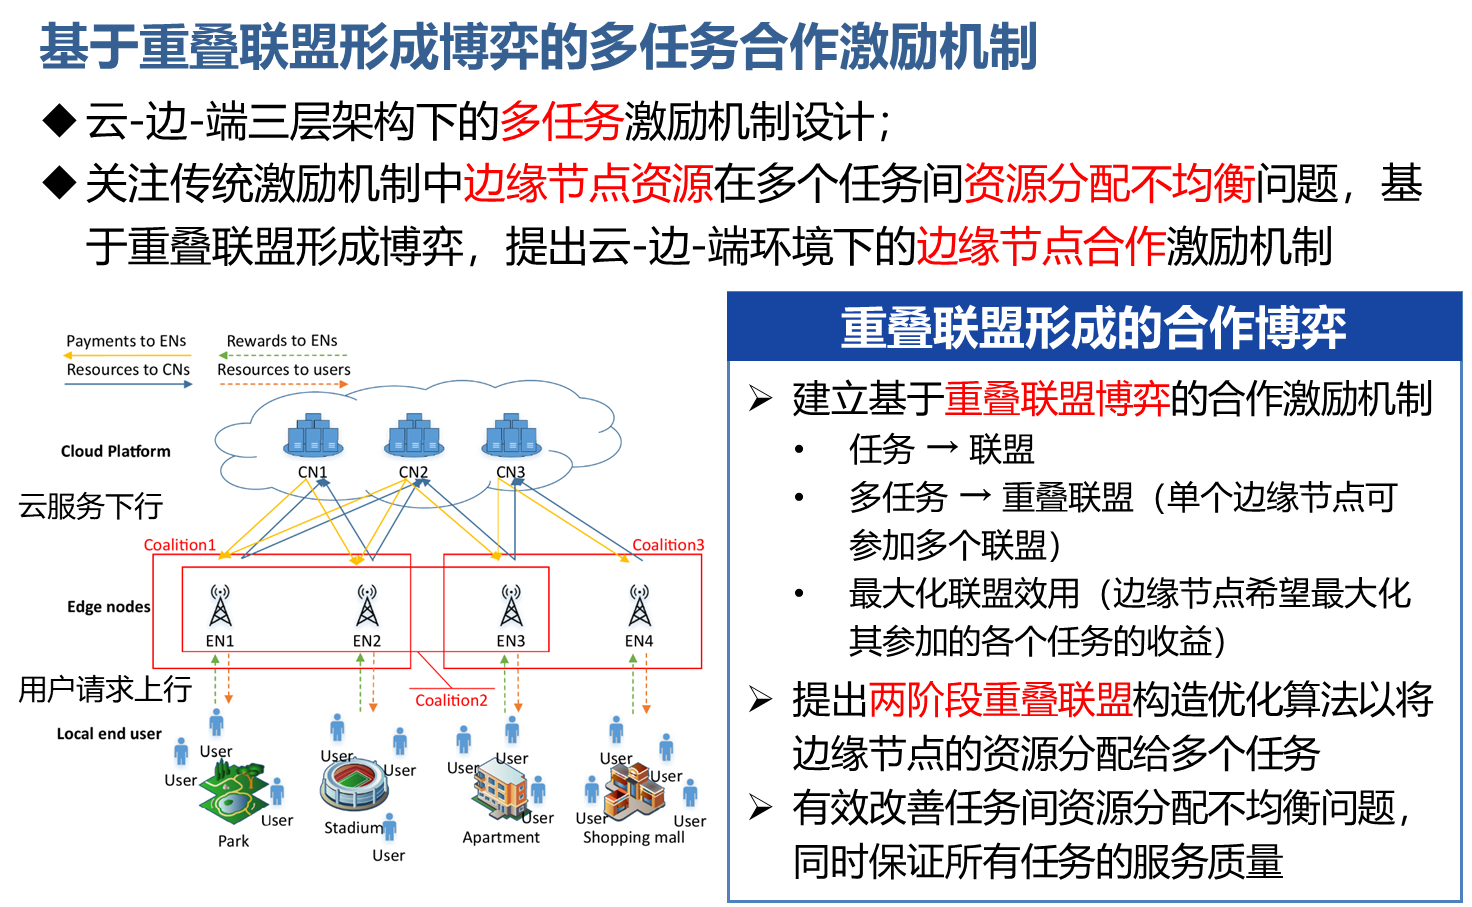 基于重叠联盟形成博弈的多任务合作激励机制
◆ 云-边-端三层架构下的多任务激励机制设计；
◆ 关注传统激励机制中边缘节点资源在多个任务间资源分配不均衡问题，基
于重叠联盟形成博弈，提出云-边-端环境下的边缘节点合作激励机制
Payments to ENs
Rewards to ENs
Resources to CNs
Resources to users
Cloud Platform
CN1
CN2
CN3
云服务下行
Coalition1
Coalition3
Edge nodes
EN1
EN2
EN3
EN4
用户请求上行
Coalition2
Local end user
User
User
User
User
User
User
User
User
User
User
User
User
User
Park
Stadium
Apartment
Shopping mall
重叠联盟形成的合作博弈
➢ 建立基于重叠联盟博弈的合作激励机制
• 任务 → 联盟
• 多任务 → 重叠联盟（单个边缘节点可
参加多个联盟）
• 最大化联盟效用（边缘节点希望最大化
其参加的各个任务的收益）
➢ 提出两阶段重叠联盟构造优化算法以将
边缘节点的资源分配给多个任务
➢ 有效改善任务间资源分配不均衡问题，
同时保证所有任务的服务质量